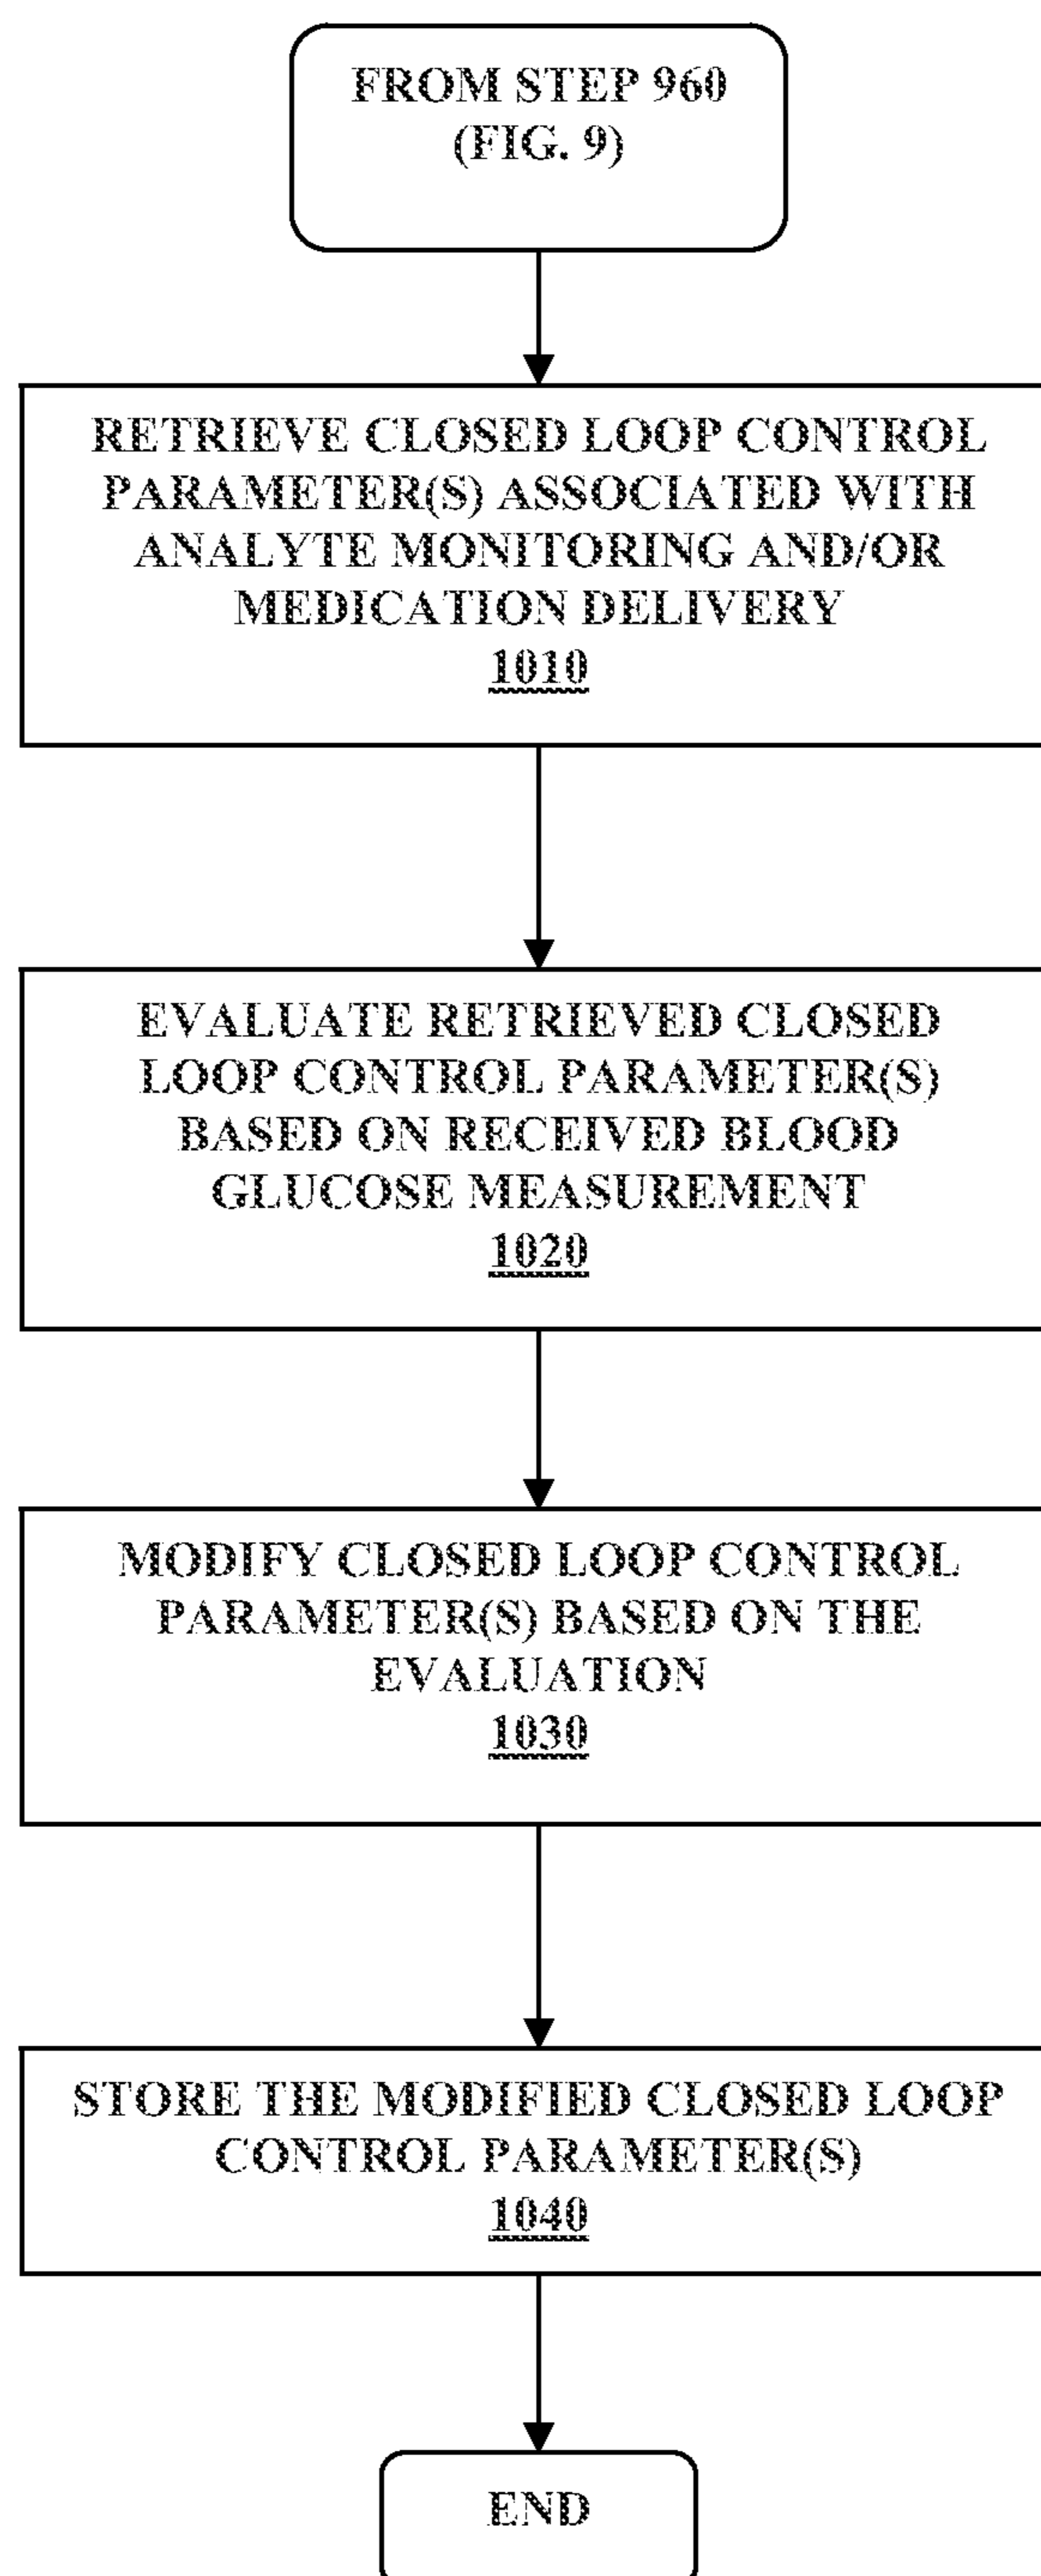 FROM STEP 960
(FIG. 9)
RETRIEVE CLOSED LOOP CONTROL
PARAMETER(S) ASSOCIATED WITH
ANALYTE MONITORING AND/OR
MEDICATION DELIVERY
1010
EVALUATE RETRIEVED CLOSED
LOOP CONTROL PARAMETER(S)
BASED ON RECEIVED BLOOD
GLUCOSE MEASUREMENT
1020
MODIFY CLOSED LOOP CONTROL
PARAMETER(S) BASED ON THE
EVALUATION
1030
STORE THE MODIFIED CLOSED LOOP
CONTROL PARAMETER(S)
1040
END